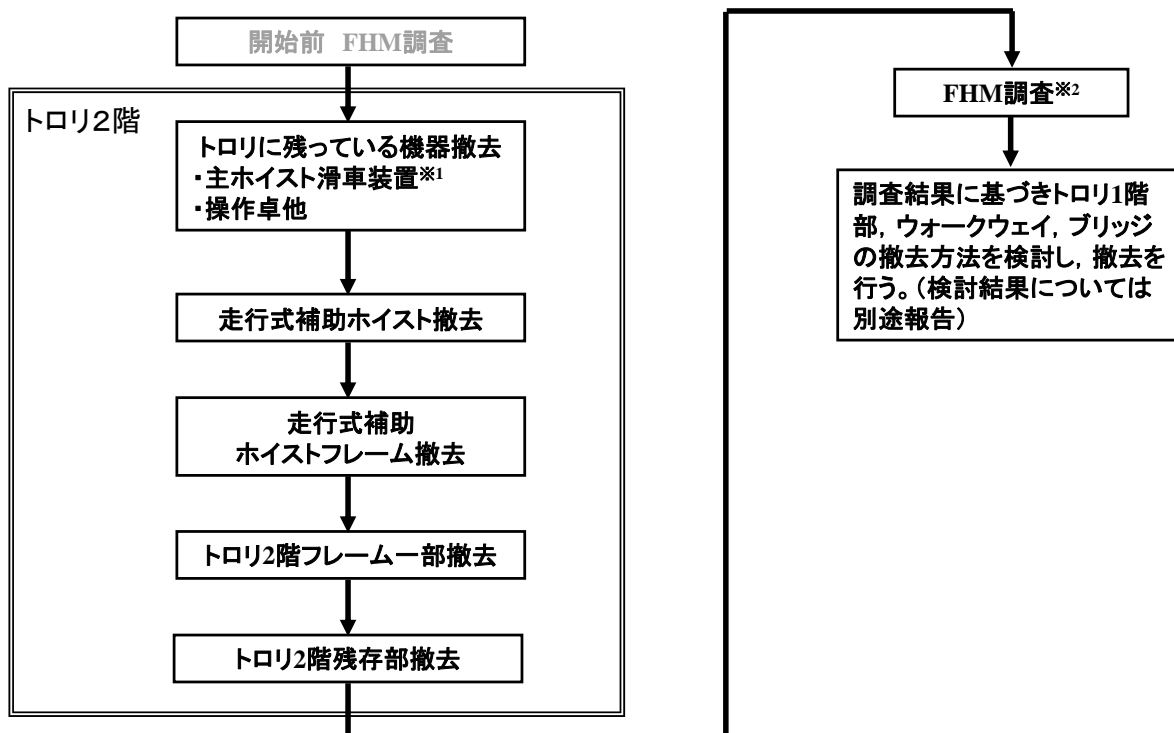 開始前 FHM調査
トロリ2階
トロリに残っている機器撤去
・主ホイスト滑車装置※1
・操作卓他
走行式補助ホイスト撤去
走行式補助
ホイストフレーム撤去
トロリ2階フレーム一部撤去
トロリ2階残存部撤去
FHM調査※2
調査結果に基づきトロリ1階
部，ウォークウェイ，ブリッジ
の撤去方法を検討し，撤去を
行う。（検討結果については
別途報告）